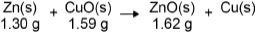 Zn(s) + CuO(s) → ZnO(s) + Cu(s)
1.30 g 1.59 g 1.62 g